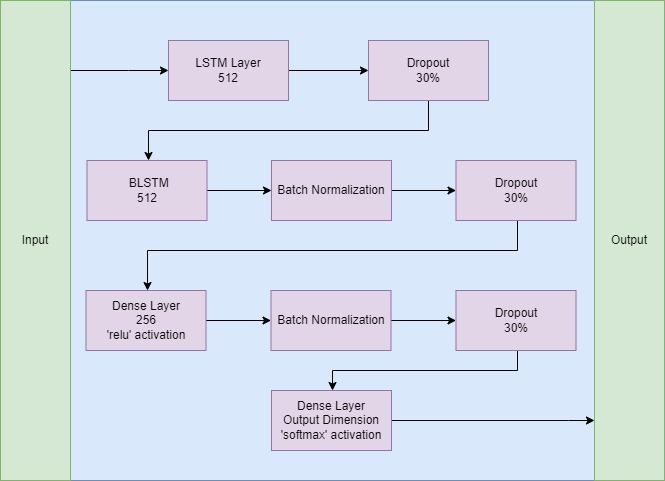 Input
LSTM Layer
512
Dropout
30%
BLSTM
512
Batch Normalization
Dropout
30%
Dense Layer
256
'relu' activation
Batch Normalization
Dropout
30%
Dense Layer
Output Dimension
'softmax' activation
Output